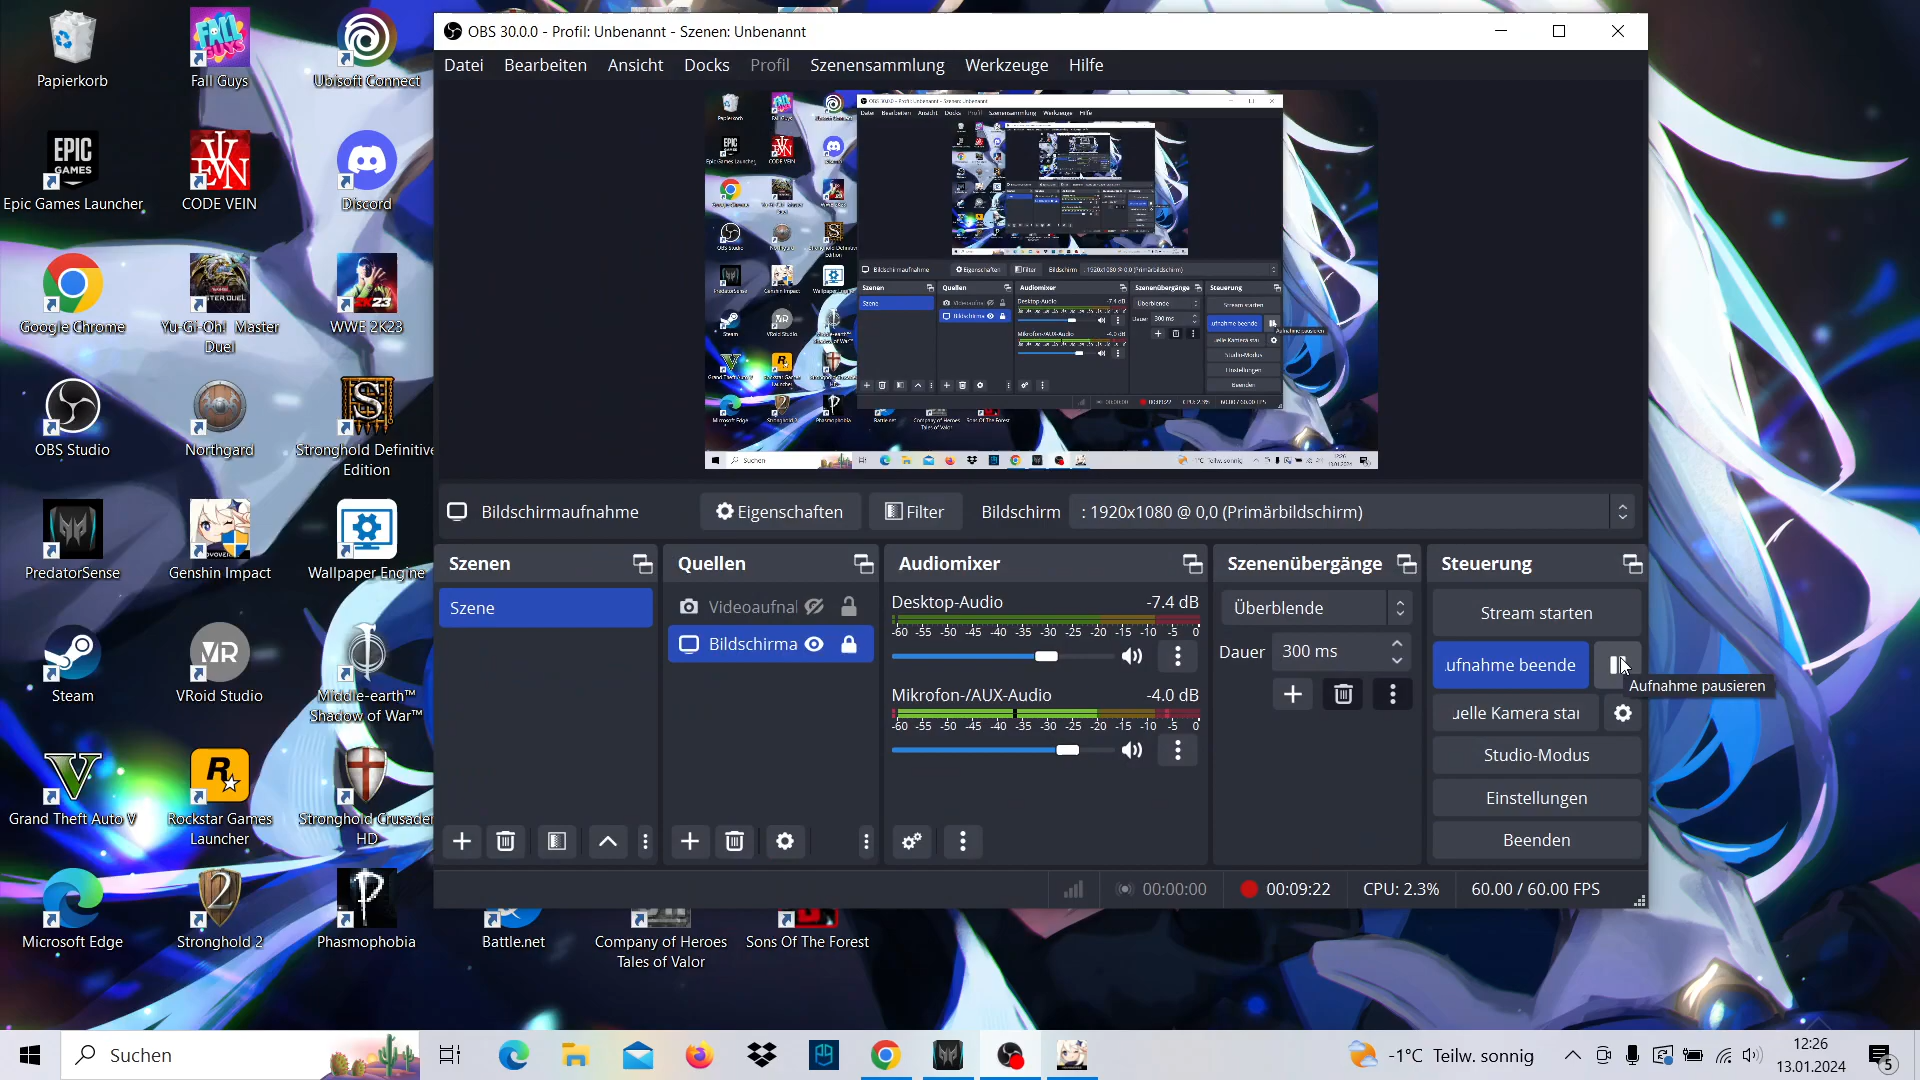 Papierkorb
Fall Guys
Ubisoft Connect
Epic Games Launcher
CODE VEIN
Discord
Google Chrome
Yu-Gi-Oh! Master
Duel
WWE 2K23
OBS Studio
Northgard
Stronghold Definitive
Edition
PredatorSense
Genshin Impact
Wallpaper Engine
Steam
VRoid Studio
Middle-earth™
Shadow of War™
Grand Theft Auto V
Rockstar Games
Launcher
Stronghold Crusader
HD
Microsoft Edge
Stronghold 2
Phasmophobia
Battle.net
Company of Heroes
Tales of Valor
Sons Of The Forest
OBS 30.0.0 - Profil: Unbenannt - Szenen: Unbenannt
Datei Bearbeiten Ansicht Docks Profil Szenensammlung Werkzeuge Hilfe
Bildschirmaufnahme Eigenschaften Filter Bildschirm : 1920x1080 @ 0,0 (Primärbildschirm)
Szenen
Szene
Quellen
Videoaufnal
Bildschirma
Audiomixer
Desktop-Audio -7.4 dB
-60 -55 -50 -45 -40 -35 -30 -25 -20 -15 -10 -5 0
Mikrofon-/AUX-Audio -4.0 dB
-60 -55 -50 -45 -40 -35 -30 -25 -20 -15 -10 -5 0
Szenenübergänge
Überblende
Dauer 300 ms
Steuerung
Stream starten
ufnahme beende
Aufnahme pausieren
uelle Kamera star
Studio-Modus
Einstellungen
Beenden
00:00:00 00:09:22 CPU: 2.3% 60.00 / 60.00 FPS
Suchen
-1°C Teilw. sonnig
12:26
13.01.2024
5